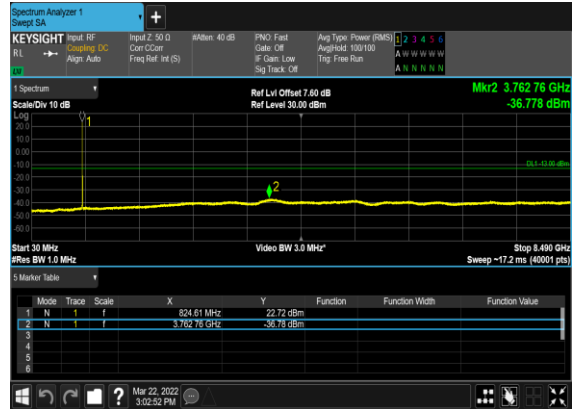 Spectrum Analyzer 1
Swept SA
+
KEYSIGHT Input: RF Input Z: 50 Ω #Atten: 40 dB PNO: Fast Avg Type: Power (RMS) 1 2 3 4 5 6
RL Coupling: DC Corr CCorr Gate: Off Avg|Hold: 100/100 A W W W W W
Align: Auto Freq Ref: Int (S) IF Gain: Low Trig: Free Run
Sig Track: Off A N N N N N
1 Spectrum Ref Lvl Offset 7.60 dB Mkr2 3.762 76 GHz
Scale/Div 10 dB Ref Level 30.00 dBm -36.778 dBm
Log
20.0
10.0
0.00
-10.0
DL1 -13.00 dBm
-20.0
-30.0
-40.0
-50.0
-60.0
1
2
Start 30 MHz Video BW 3.0 MHz* Stop 8.490 GHz
#Res BW 1.0 MHz Sweep ~17.2 ms (40001 pts)
5 Marker Table
Mode Trace Scale X Y Function Function Width Function Value
1 N 1 f 824.61 MHz 22.72 dBm
2 N 1 f 3.762 76 GHz -36.78 dBm
3
4
5
6
? Mar 22, 2022
3:02:52 PM